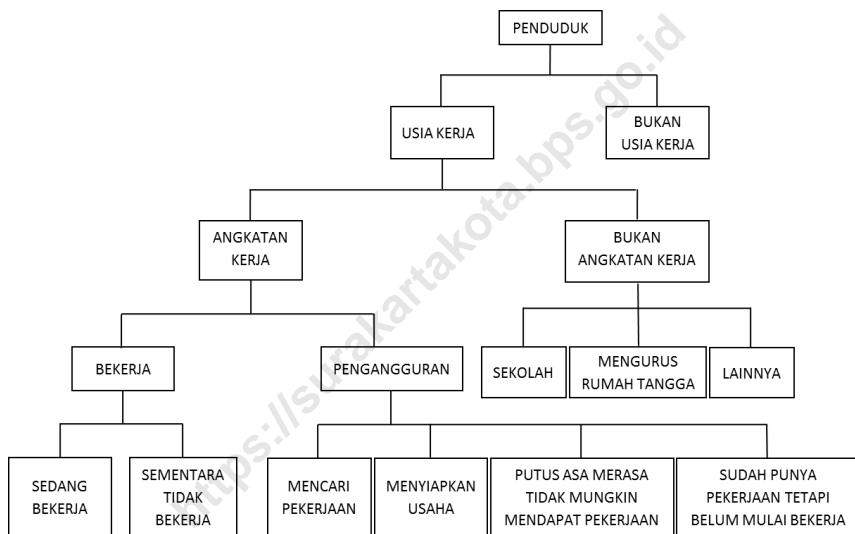 PENDUDUK
USIA KERJA
BUKAN
USIA KERJA
ANGKATAN
KERJA
BUKAN
ANGKATAN KERJA
BEKERJA
PENGANGGURAN
SEKOLAH
MENGURUS
RUMAH TANGGA
LAINNYA
SEDANG
BEKERJA
SEMENTARA
TIDAK
BEKERJA
MENCARI
PEKERJAAN
MENYIAPKAN
USAHA
PUTUS ASA MERASA
TIDAK MUNGKIN
MENDAPAT PEKERJAAN
SUDAH PUNYA
PEKERJAAN TETAPI
BELUM MULAI BEKERJA
https://surakartakota.bps.go.id